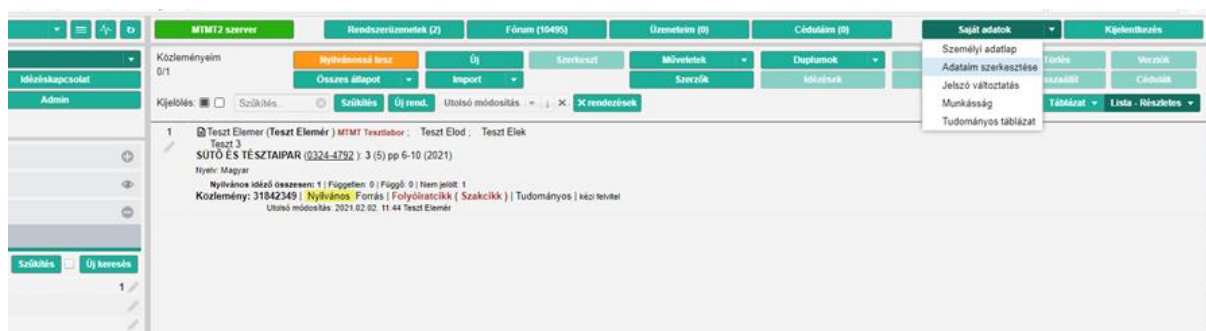 MTMT2 szerver
Rendszerüzenetek (2)
Fórum (10495)
Üzeneteim (0)
Céduláim (0)
Saját adatok
Kijelentkezés
Személyi adatlap
Adataim szerkesztése
Jelszó változtatás
Munkásság
Tudományos táblázat
Idézéskapcsolat
Admin
Közleményeim
0/1
Nyilvánossá tesz
Új
Szerkeszt
Műveletek
Duplumok
Törlés
Verziók
Összes állapot
Import
Szerzők
Idézések
Cédulák
Kijelölés:
Szűkítés...
Szűkítés
Új rend.
Utolsó módosítás
X rendezések
Táblázat
Lista - Részletes
1
Teszt Elemer (Teszt Elemér ) MTMT Tesztlabor ; Teszt Elod ; Teszt Elek
Teszt 3
SÜTŐ ÉS TÉSZTAIPAR (0324-4792 ): 3 (5) pp 6-10 (2021)
Nyelv: Magyar
Nyilvános idéző összesen: 1 | Független: 0 | Függő: 0 | Nem jelölt: 1
Közlemény: 31842349 | Nyilvános Forrás | Folyóiratcikk ( Szakcikk ) | Tudományos | kézi felvitel
Utolsó módosítás: 2021.02.02. 11:44 Teszt Elemér
Szűkítés
Új keresés
1